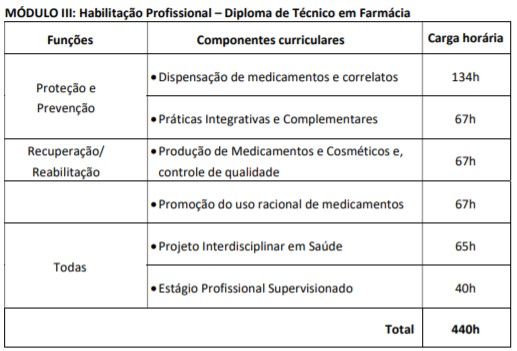 MÓDULO III: Habilitação Profissional – Diploma de Técnico em Farmácia
Funções Componentes curriculares Carga horária
Proteção e
Prevenção
• Dispensação de medicamentos e correlatos 134h
• Práticas Integrativas e Complementares 67h
Recuperação/
Reabilitação
• Produção de Medicamentos e Cosméticos e,
controle de qualidade
67h
• Promoção do uso racional de medicamentos 67h
Todas
• Projeto Interdisciplinar em Saúde 65h
• Estágio Profissional Supervisionado 40h
Total 440h